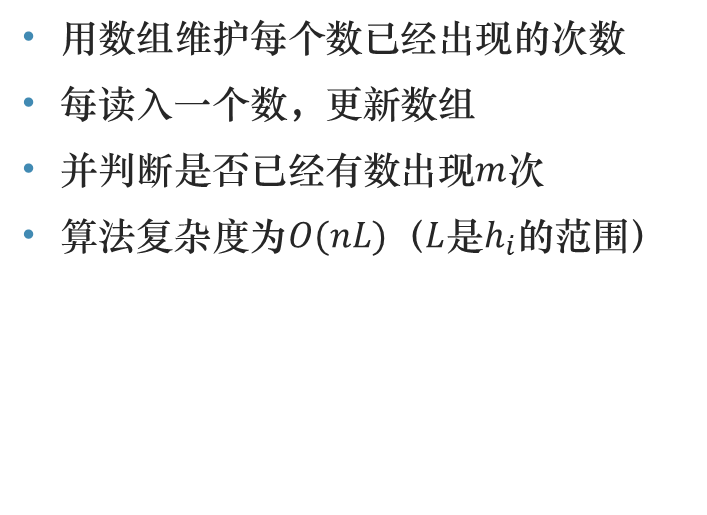 • 用数组维护每个数已经出现的次数
• 每读入一个数，更新数组
• 并判断是否已经有数出现m次
• 算法复杂度为O(nL)（L是hᵢ的范围）